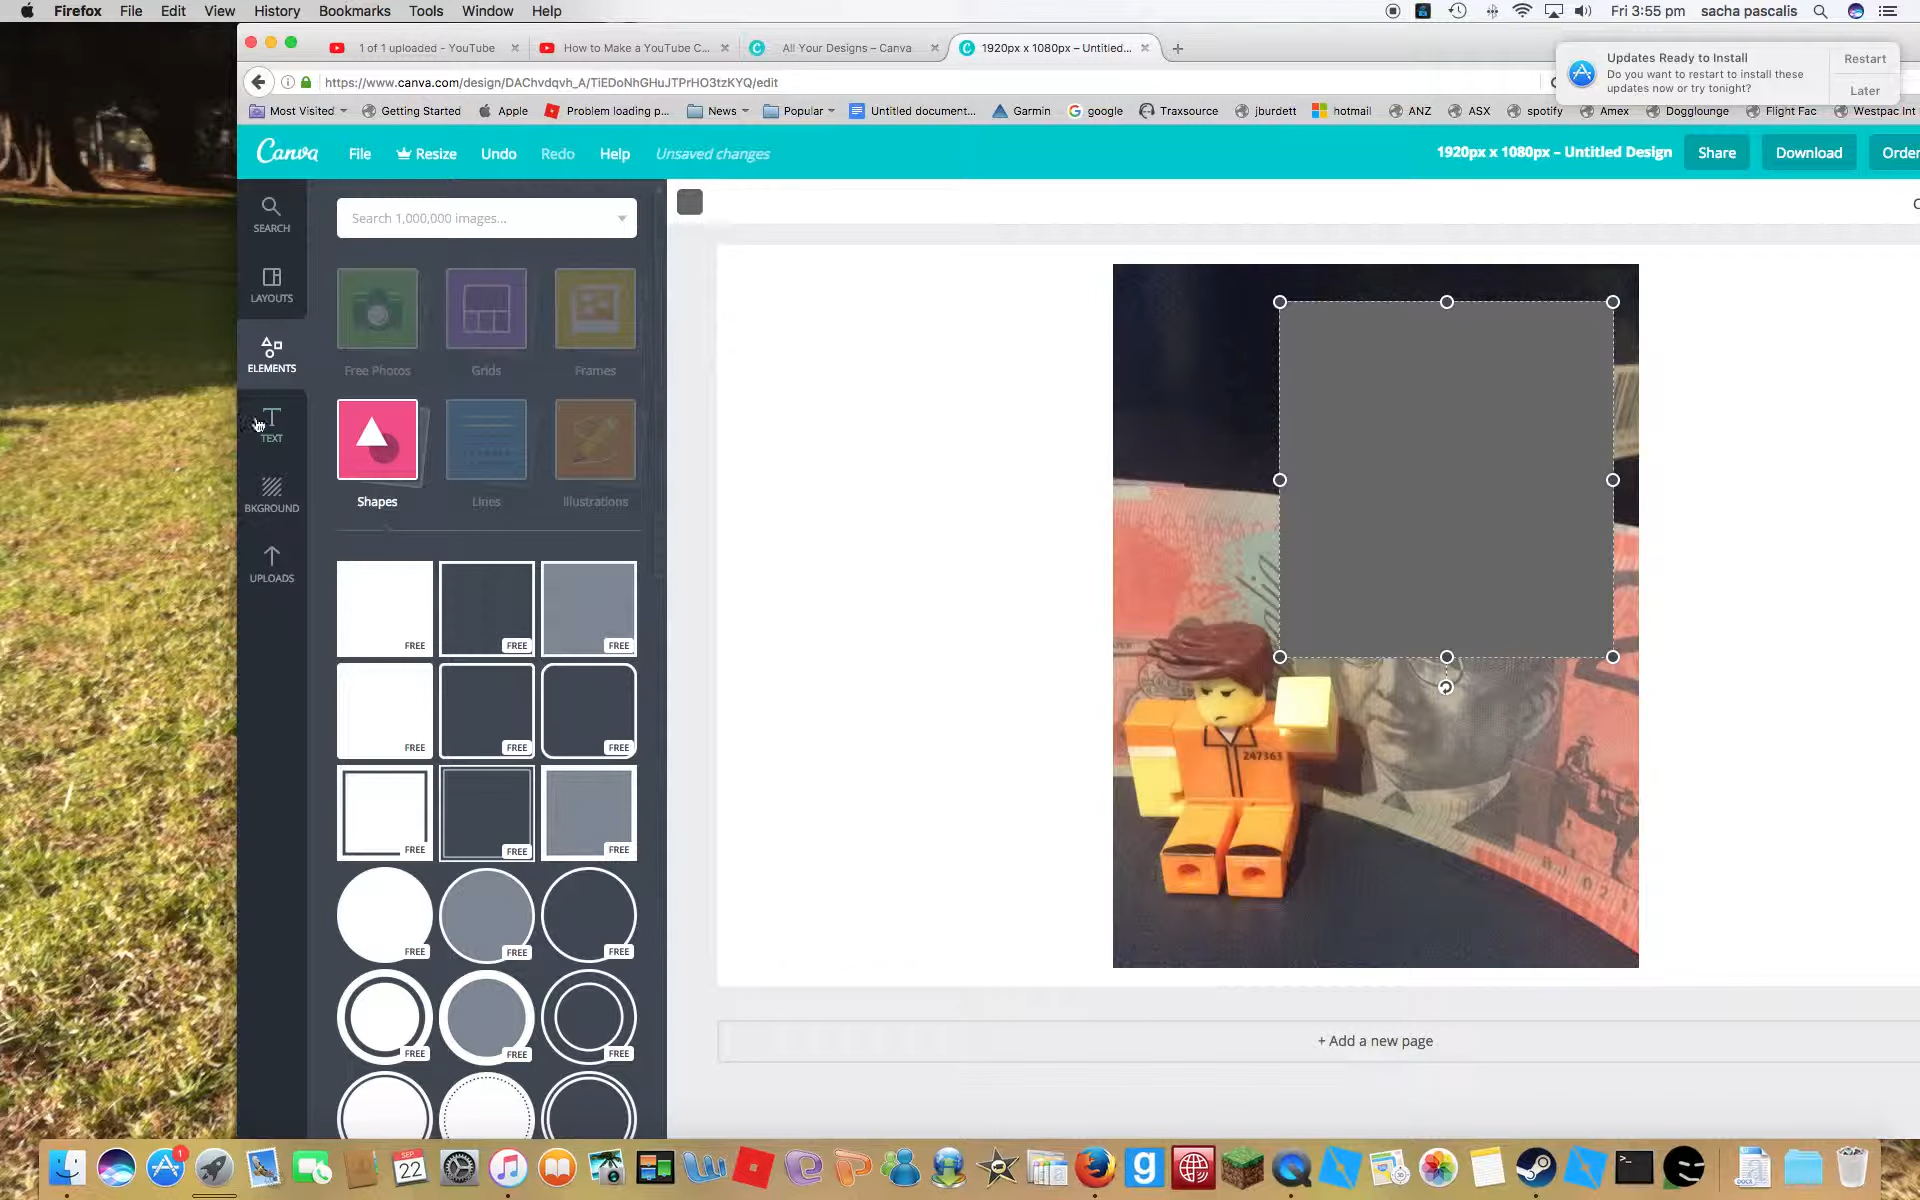 Firefox File Edit View History Bookmarks Tools Window Help
Fri 3:55 pm sacha pascalis
1 of 1 uploaded - YouTube
How to Make a YouTube C...
All Your Designs – Canva
1920px x 1080px – Untitled...
https://www.canva.com/design/DAChvdqvh_A/TiEDoNhGHuJTPrHO3tzKYQ/edit
Updates Ready to Install
Do you want to restart to install these
updates now or try tonight?
Restart
Later
Most Visited Getting Started Apple Problem loading p... News Popular Untitled document... Garmin google Traxsource jburdett hotmail ANZ ASX spotify Amex Dogglounge Flight Fac Westpac Int
Canva File Resize Undo Redo Help Unsaved changes
1920px x 1080px – Untitled Design Share Download Order
SEARCH
LAYOUTS
ELEMENTS
TEXT
BKGROUND
UPLOADS
Search 1,000,000 images...
Free Photos Grids Frames
Shapes Lines Illustrations
FREE FREE FREE
FREE FREE FREE
FREE FREE FREE
FREE FREE FREE
FREE FREE FREE
247363
+ Add a new page
1
SEP
22